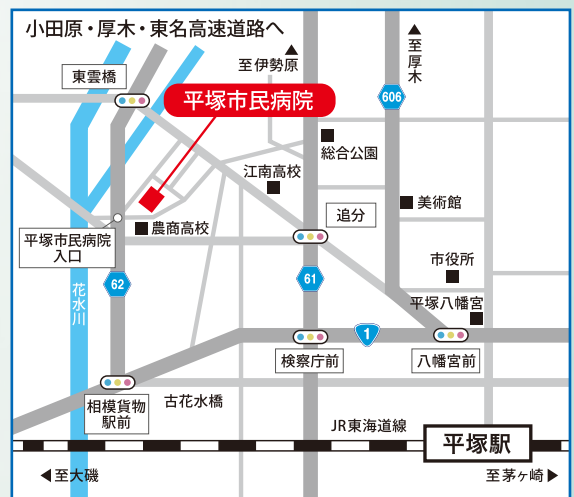 小田原・厚木・東名高速道路へ
▲
至厚木
▲
至伊勢原
東雲橋
平塚市民病院
606
総合公園
江南高校
美術館
追分
農商高校
平塚市民病院
入口
市役所
62
61
花水川
平塚八幡宮
1
検察庁前
八幡宮前
相模貨物
駅前
古花水橋
JR東海道線
平塚駅
◀至大磯
至茅ヶ崎▶